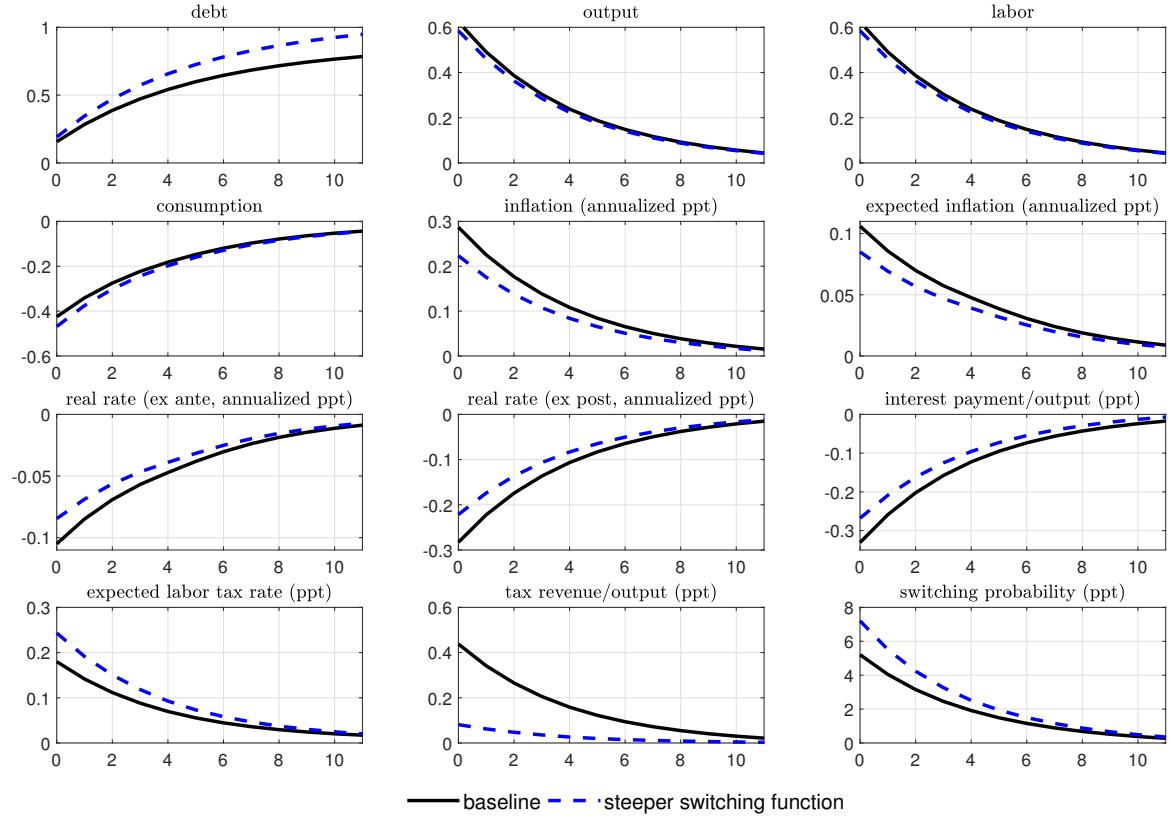 debt
output
labor
1
0.5
0
0 2 4 6 8 10
0.6
0.4
0.2
0
0 2 4 6 8 10
0.6
0.4
0.2
0
0 2 4 6 8 10
consumption
inflation (annualized ppt)
expected inflation (annualized ppt)
0
-0.2
-0.4
-0.6
0 2 4 6 8 10
0.3
0.2
0.1
0
0 2 4 6 8 10
0.1
0.05
0
0 2 4 6 8 10
real rate (ex ante, annualized ppt)
real rate (ex post, annualized ppt)
interest payment/output (ppt)
0
-0.05
-0.1
0 2 4 6 8 10
0
-0.1
-0.2
-0.3
0 2 4 6 8 10
0
-0.1
-0.2
-0.3
0 2 4 6 8 10
expected labor tax rate (ppt)
tax revenue/output (ppt)
switching probability (ppt)
0.3
0.2
0.1
0
0 2 4 6 8 10
0.6
0.4
0.2
0
0 2 4 6 8 10
8
6
4
2
0
0 2 4 6 8 10
baseline
steeper switching function